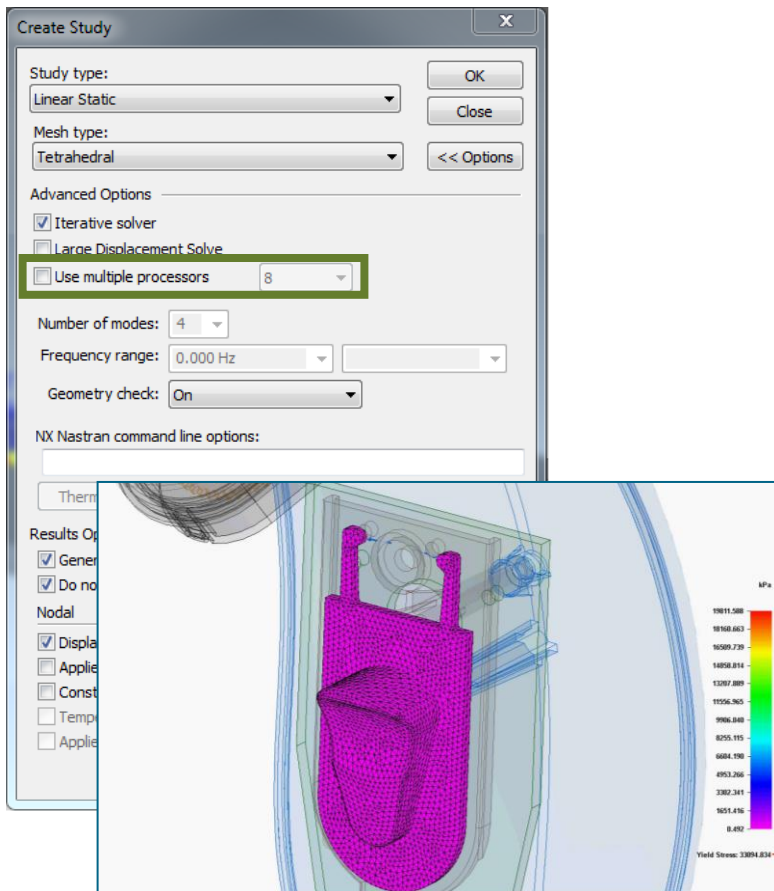 Create Study
Study type:
OK
Linear Static
Close
Mesh type:
Tetrahedral
<< Options
Advanced Options
Iterative solver
Large Displacement Solve
Use multiple processors 8
Number of modes: 4
Frequency range: 0.000 Hz
Geometry check: On
NX Nastran command line options:
Therm
Results Op
Gener
Do no
Nodal
Displa
Applie
Const
Tempe
Applie
kPa
19811.588
18160.663
16509.739
14858.814
13207.889
11556.965
9906.040
8255.115
6604.190
4953.266
3302.341
1651.416
0.492
Yield Stress: 33094.834